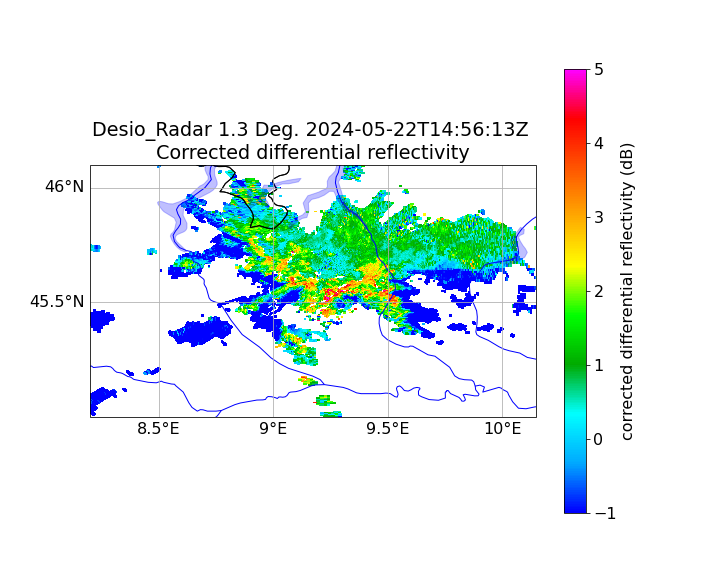 Desio_Radar 1.3 Deg. 2024-05-22T14:56:13Z
Corrected differential reflectivity
46°N
45.5°N
8.5°E
9°E
9.5°E
10°E
5
4
3
2
1
0
−1
corrected differential reflectivity (dB)